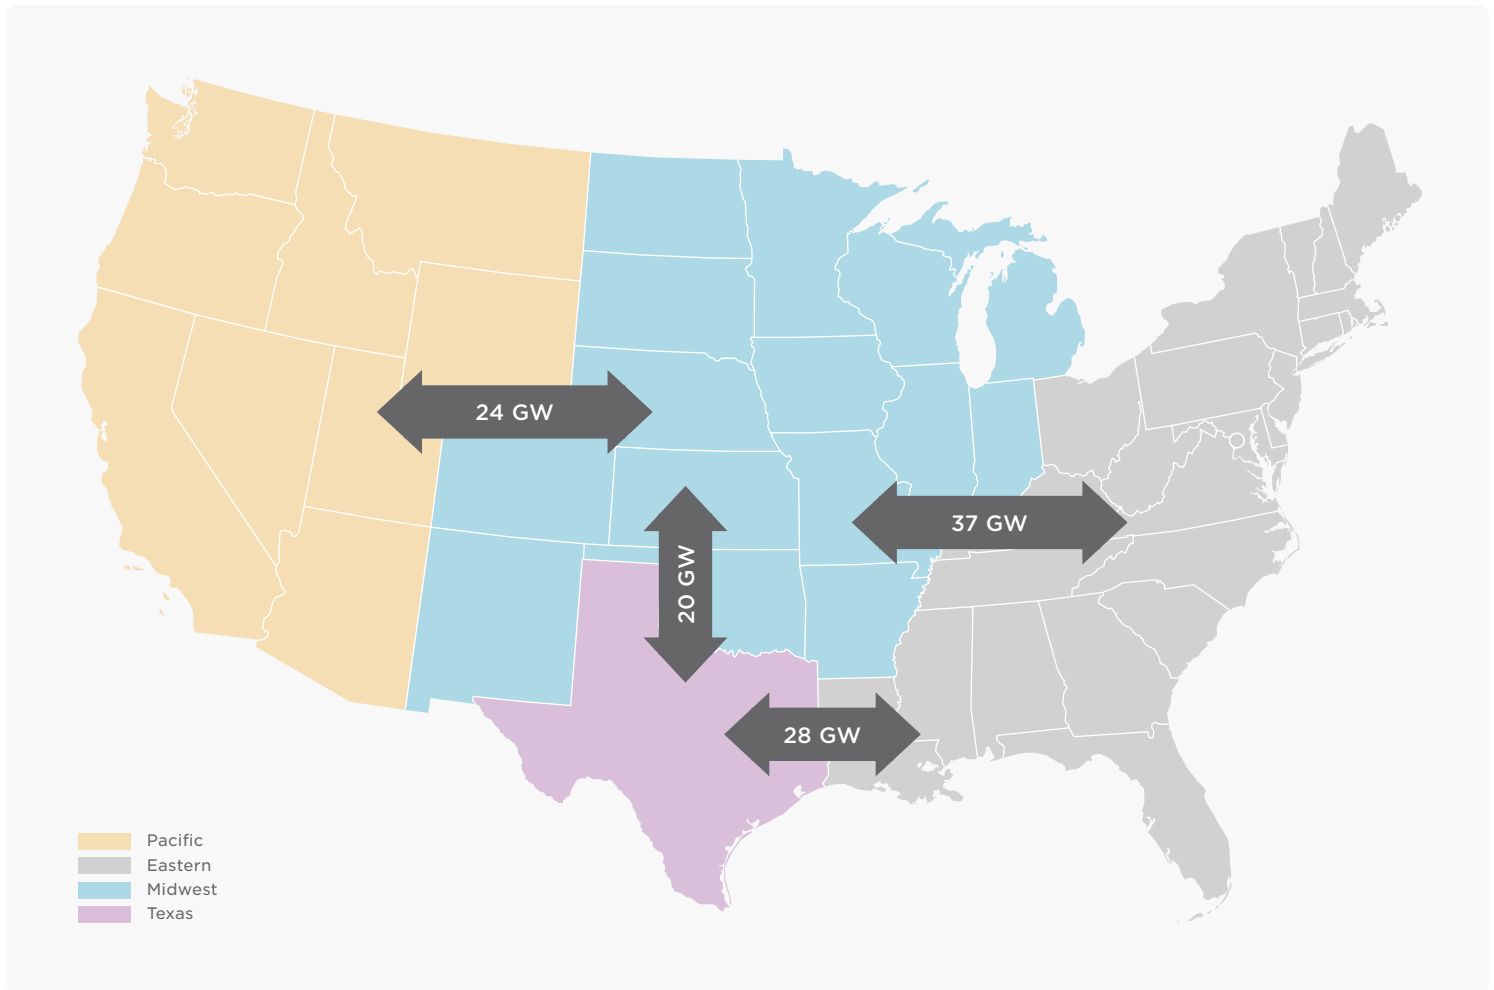 24 GW
37 GW
20 GW
28 GW
Pacific
Eastern
Midwest
Texas